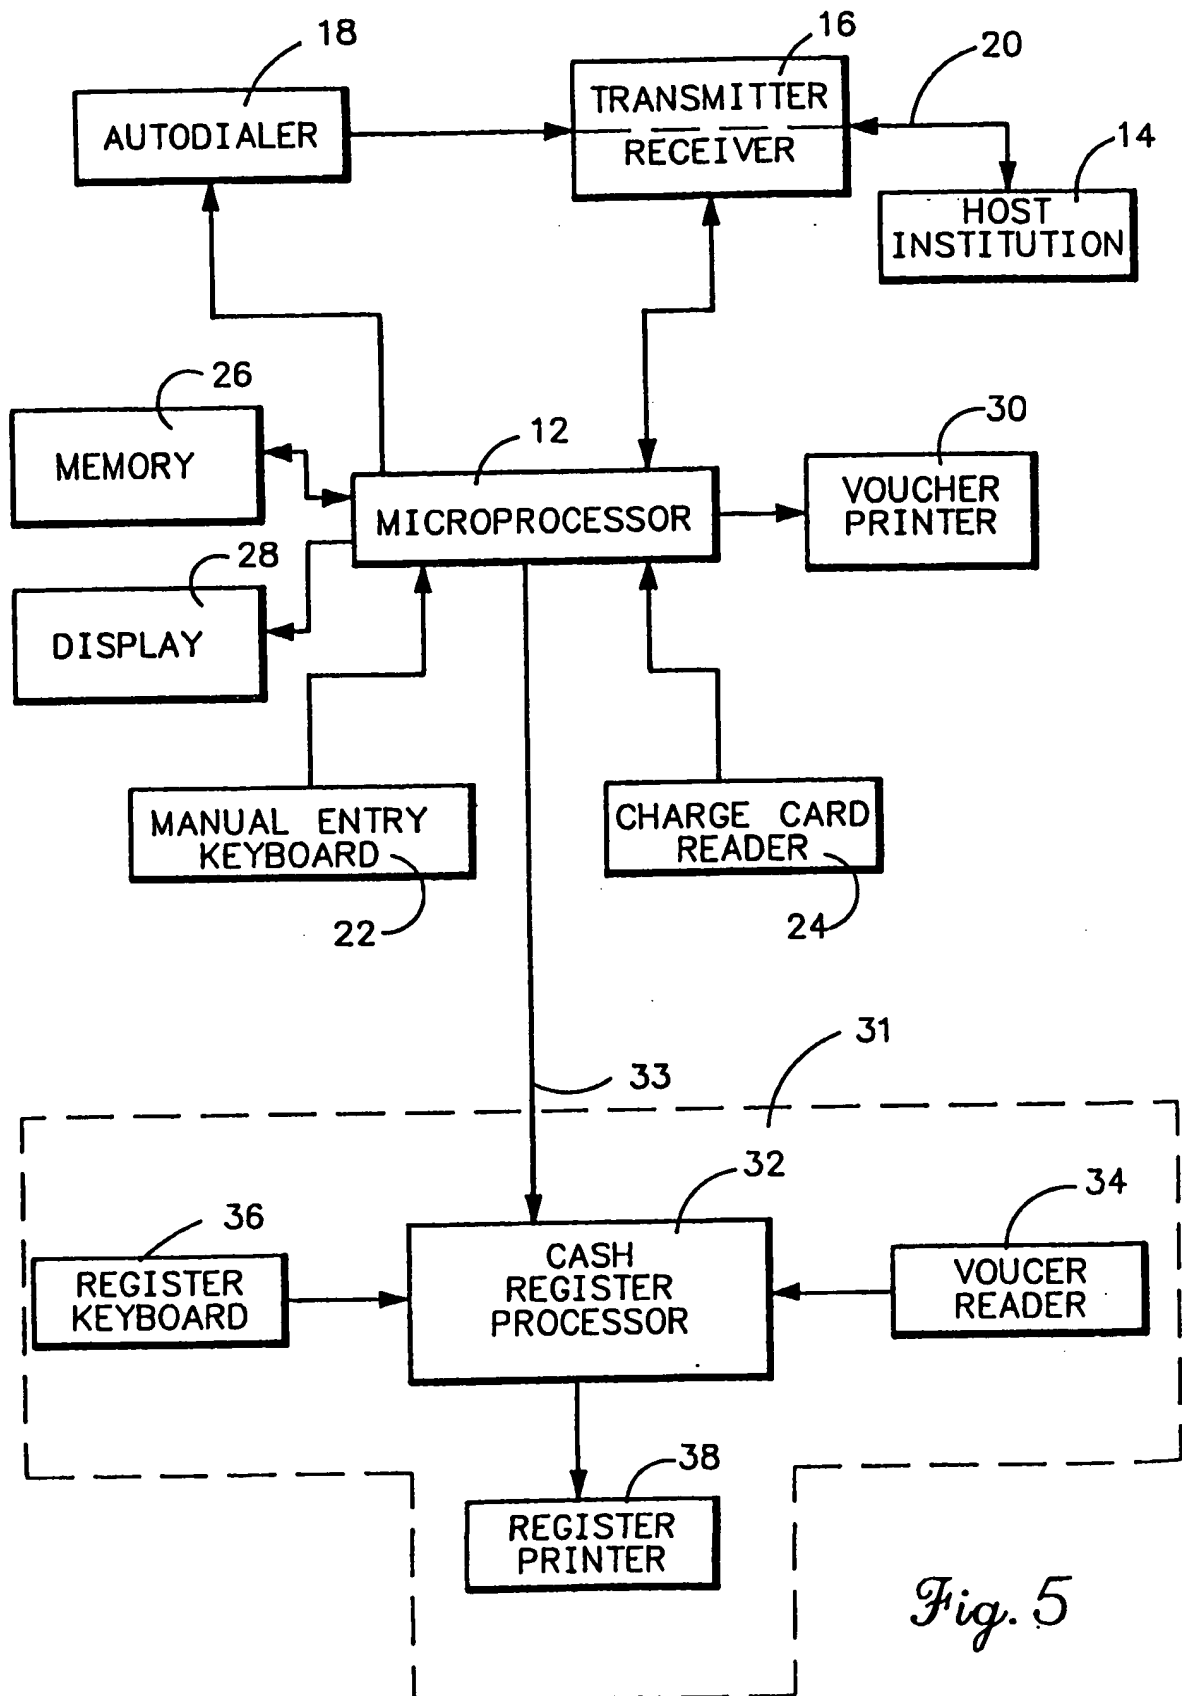 18
16
20
AUTODIALER
TRANSMITTER
RECEIVER
14
HOST
INSTITUTION
26
12
30
MEMORY
MICROPROCESSOR
VOUCHER
PRINTER
28
DISPLAY
MANUAL ENTRY
KEYBOARD
CHARGE CARD
READER
22
24
31
33
32
34
36
REGISTER
KEYBOARD
CASH
REGISTER
PROCESSOR
VOUCER
READER
38
REGISTER
PRINTER
Fig. 5